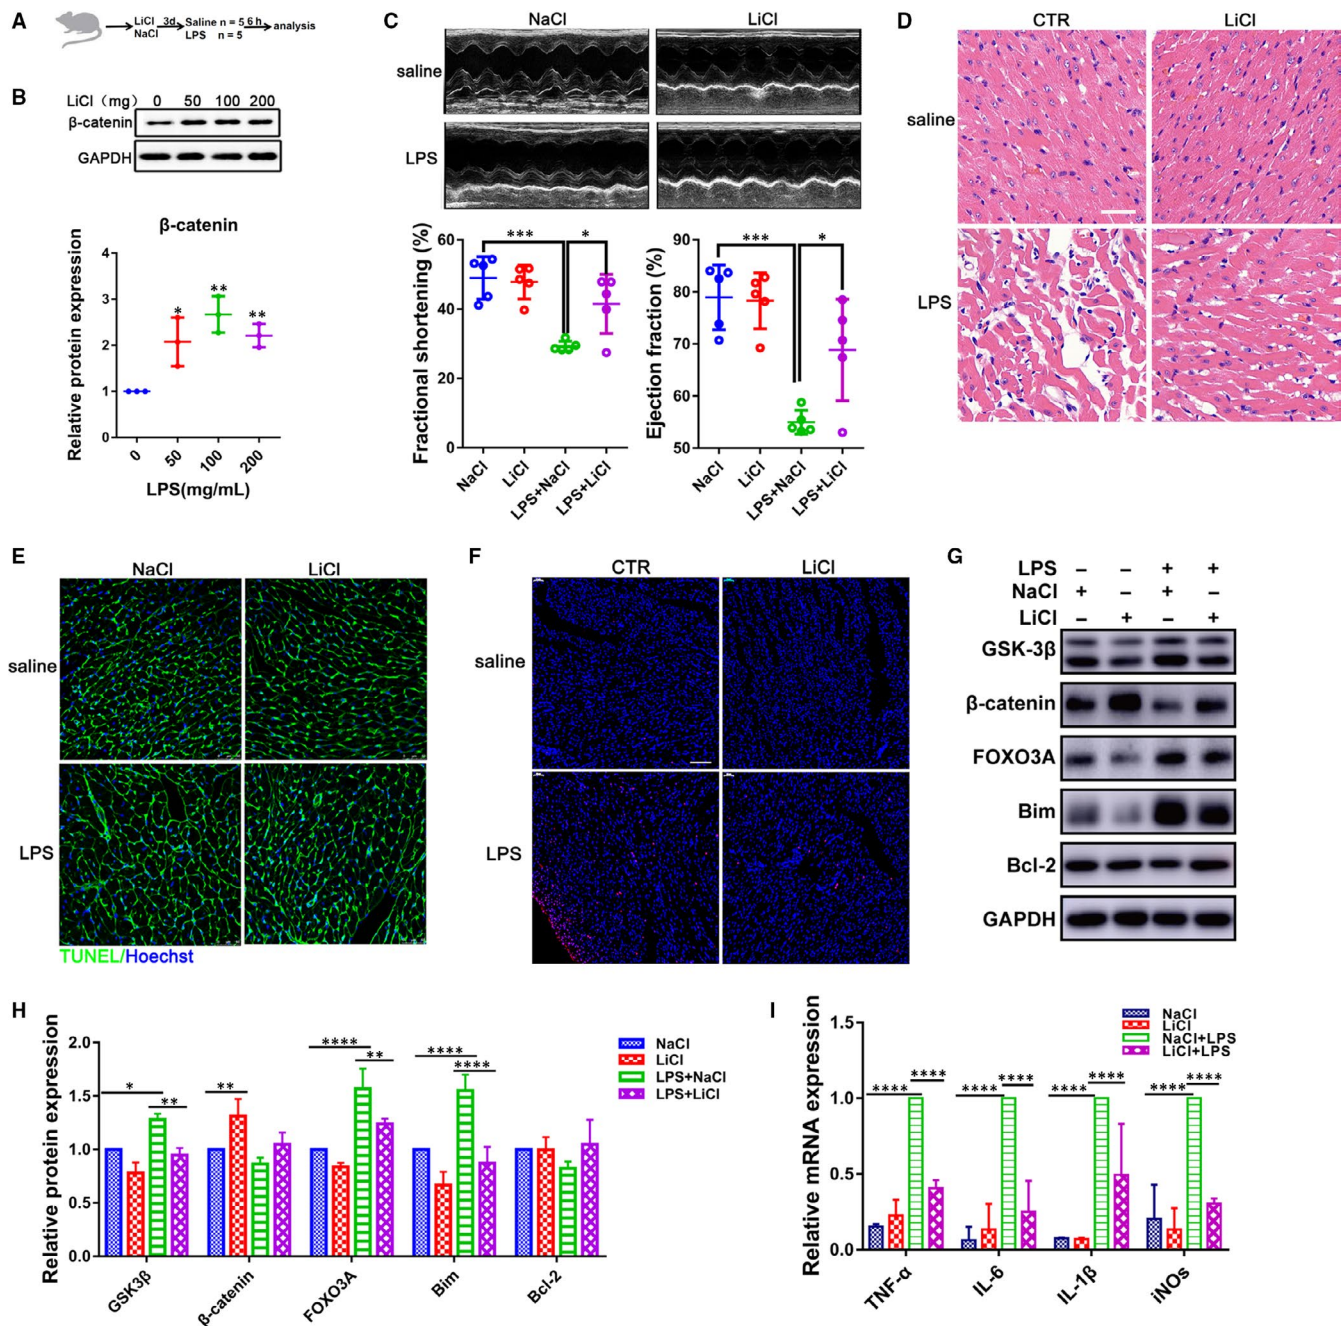 A
LiCl 3d Saline n = 5 6 h analysis
NaCl LPS n = 5
B
LiCl (mg) 0 50 100 200
β-catenin
GAPDH
β-catenin
Relative protein expression
4
3
2
1
0
* ** **
0 50 100 200
LPS(mg/mL)
C
NaCl LiCl
saline
LPS
Fractional shortening (%)
60
40
20
0
*** *
NaCl LiCl LPS+NaCl LPS+LiCl
Ejection fraction (%)
90
80
70
60
50
*** *
NaCl LiCl LPS+NaCl LPS+LiCl
D
CTR LiCl
saline
LPS
E
NaCl LiCl
saline
LPS
TUNEL/Hoechst
F
CTR LiCl
saline
LPS
G
LPS – – + +
NaCl + – + –
LiCl – + – +
GSK-3β
β-catenin
FOXO3A
Bim
Bcl-2
GAPDH
H
Relative protein expression
2.0
1.5
1.0
0.5
0.0
* ** ** **** ** **** ****
NaCl
LiCl
LPS+NaCl
LPS+LiCl
GSK3β β-catenin FOXO3A Bim Bcl-2
I
Relative mRNA expression
1.5
1.0
0.5
0.0
NaCl
LiCl
NaCl+LPS
LiCl+LPS
**** **** **** **** **** **** **** ****
TNF-α IL-6 IL-1β iNOs